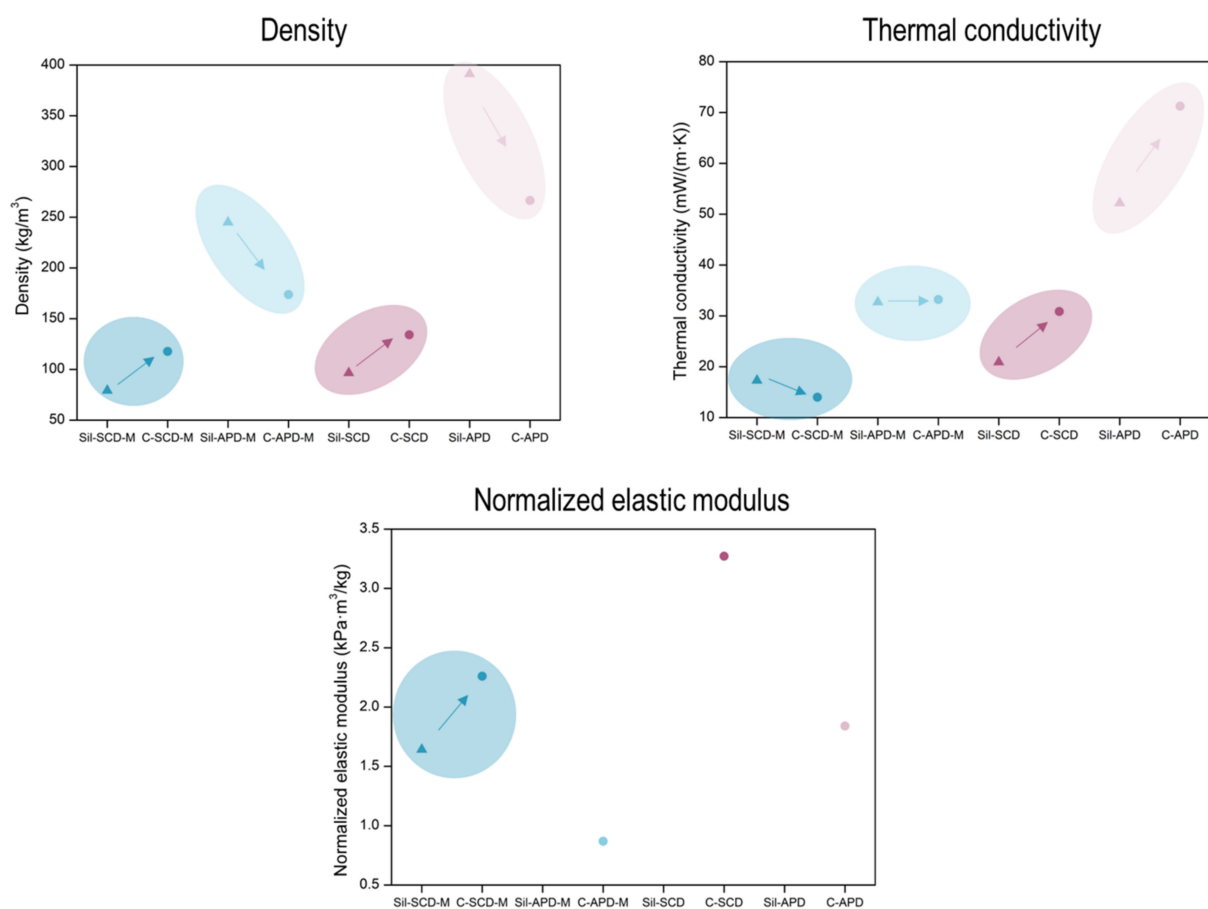 Density
Density (kg/m³)
400
350
300
250
200
150
100
50
Sil-SCD-M C-SCD-M Sil-APD-M C-APD-M Sil-SCD C-SCD Sil-APD C-APD
Thermal conductivity
Thermal conductivity (mW/(m·K))
80
70
60
50
40
30
20
10
Sil-SCD-M C-SCD-M Sil-APD-M C-APD-M Sil-SCD C-SCD Sil-APD C-APD
Normalized elastic modulus
Normalized elastic modulus (kPa·m³/kg)
3.5
3.0
2.5
2.0
1.5
1.0
0.5
Sil-SCD-M C-SCD-M Sil-APD-M C-APD-M Sil-SCD C-SCD Sil-APD C-APD